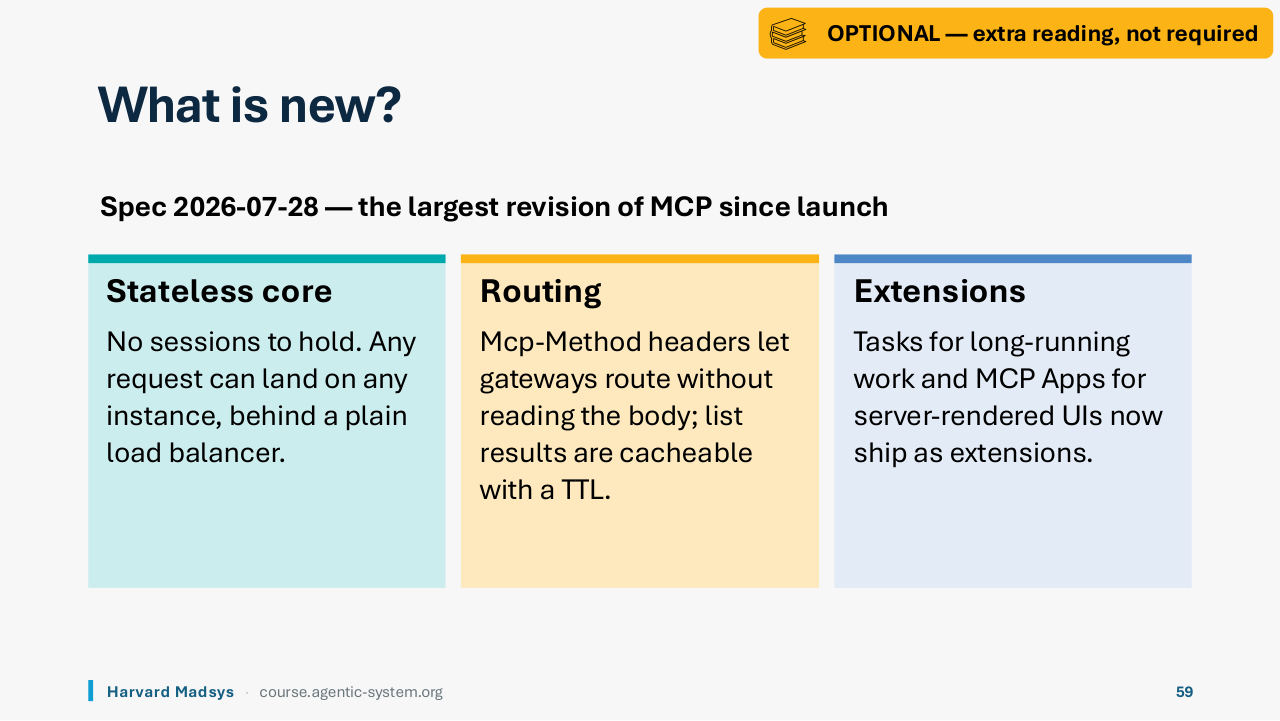 OPTIONAL — extra reading, not required
What is new?
Spec 2026-07-28 — the largest revision of MCP since launch
Stateless core
No sessions to hold. Any
request can land on any
instance, behind a plain
load balancer.
Routing
Mcp-Method headers let
gateways route without
reading the body; list
results are cacheable
with a TTL.
Extensions
Tasks for long-running
work and MCP Apps for
server-rendered UIs now
ship as extensions.
Harvard Madsys · course.agentic-system.org
59